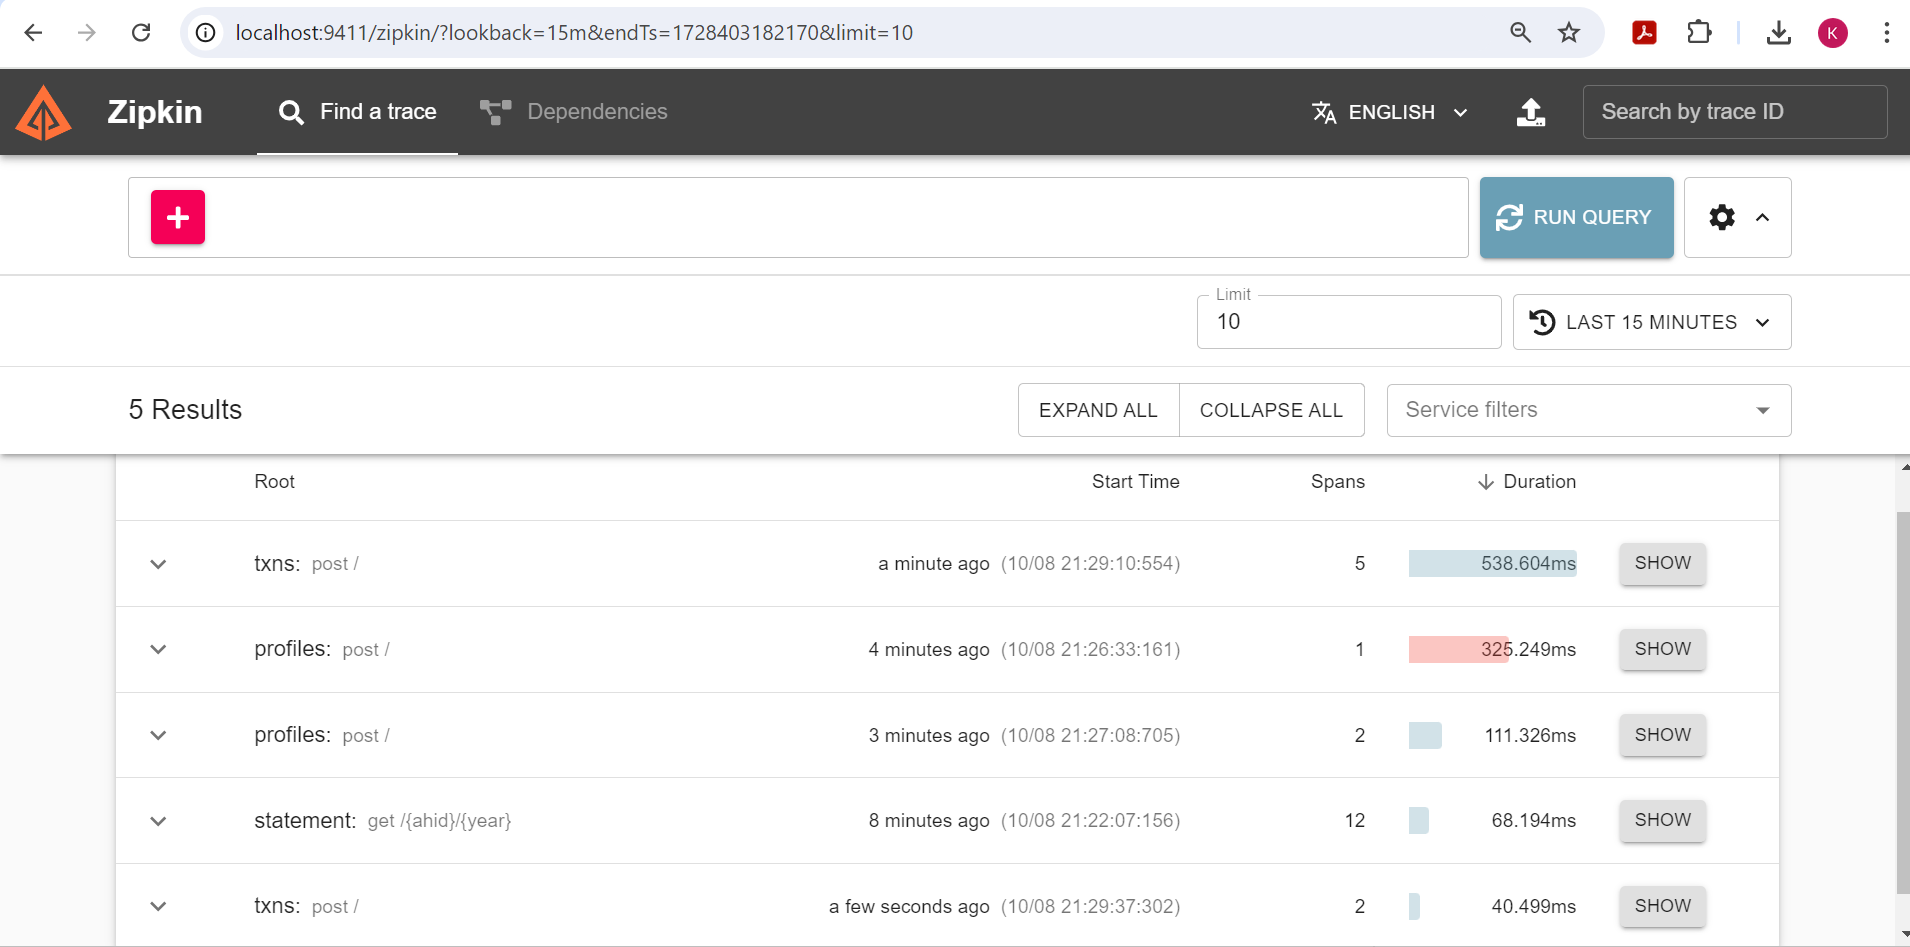 localhost:9411/zipkin/?lookback=15m&endTs=1728403182170&limit=10
K
Zipkin
Find a trace
Dependencies
ENGLISH
Search by trace ID
RUN QUERY
Limit
10
LAST 15 MINUTES
5 Results
EXPAND ALL
COLLAPSE ALL
Service filters
Root Start Time Spans Duration
txns: post / a minute ago (10/08 21:29:10:554) 5 538.604ms SHOW
profiles: post / 4 minutes ago (10/08 21:26:33:161) 1 325.249ms SHOW
profiles: post / 3 minutes ago (10/08 21:27:08:705) 2 111.326ms SHOW
statement: get /{ahid}/{year} 8 minutes ago (10/08 21:22:07:156) 12 68.194ms SHOW
txns: post / a few seconds ago (10/08 21:29:37:302) 2 40.499ms SHOW